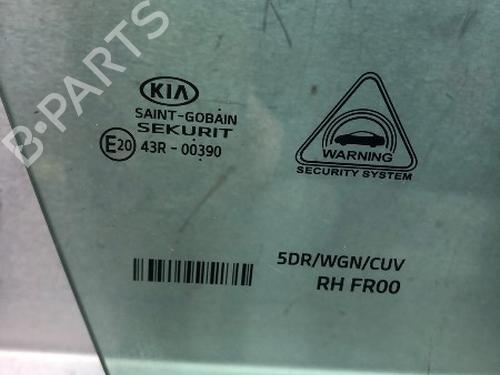 B-PARTS
KIA
SAINT-GOBAIN
SEKURIT
E20 43R - 00390
WARNING
SECURITY SYSTEM
5DR/WGN/CUV
RH FR00